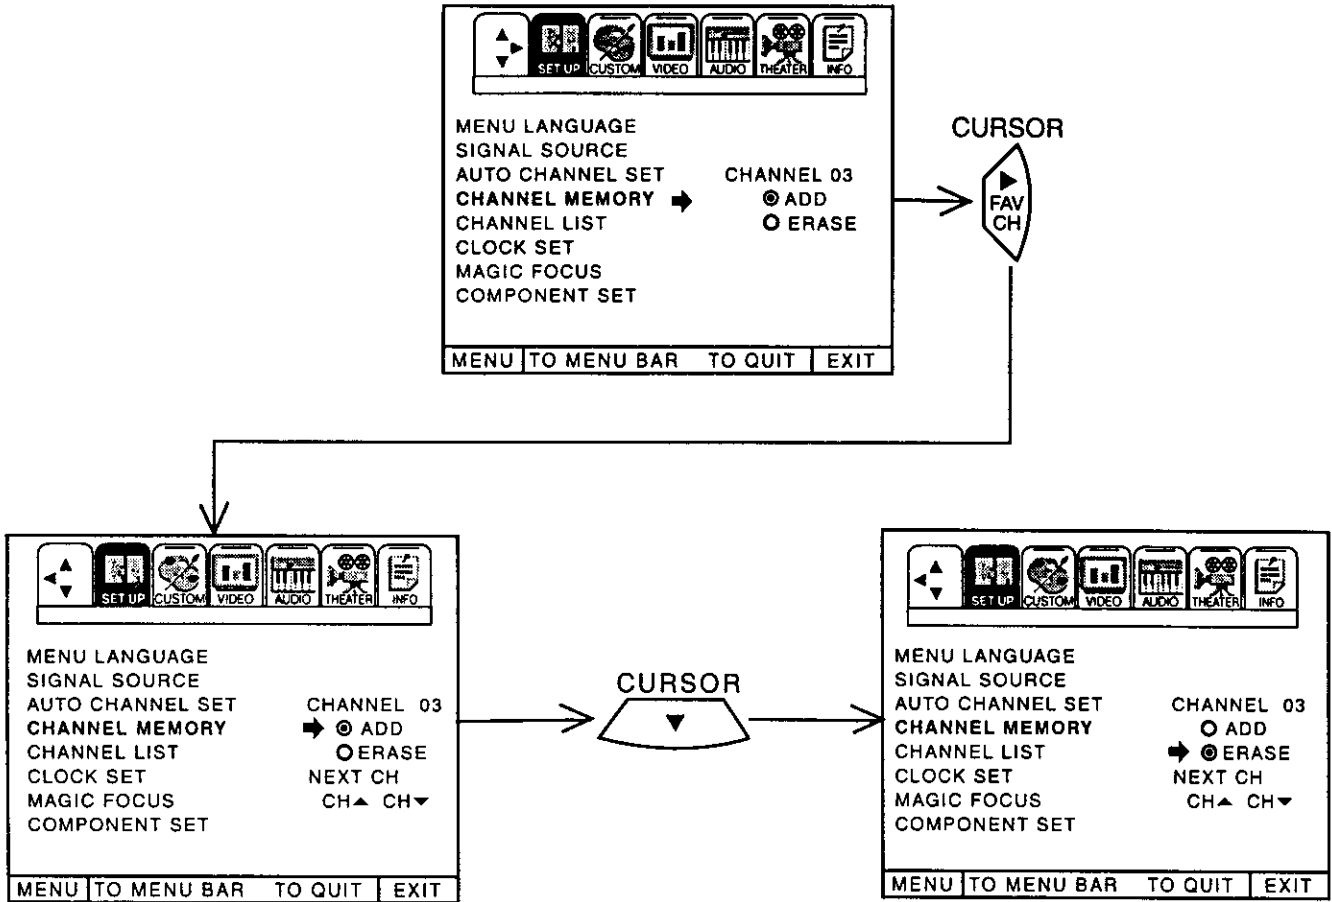 SET UP CUSTOM VIDEO AUDIO THEATER INFO
MENU LANGUAGE
SIGNAL SOURCE
AUTO CHANNEL SET CHANNEL 03
CHANNEL MEMORY ADD
CHANNEL LIST ERASE
CLOCK SET
MAGIC FOCUS
COMPONENT SET
MENU TO MENU BAR TO QUIT EXIT
CURSOR
FAV
CH
SET UP CUSTOM VIDEO AUDIO THEATER INFO
MENU LANGUAGE
SIGNAL SOURCE
AUTO CHANNEL SET CHANNEL 03
CHANNEL MEMORY ADD
CHANNEL LIST ERASE
CLOCK SET NEXT CH
MAGIC FOCUS CH▲ CH▼
COMPONENT SET
MENU TO MENU BAR TO QUIT EXIT
CURSOR
SET UP CUSTOM VIDEO AUDIO THEATER INFO
MENU LANGUAGE
SIGNAL SOURCE
AUTO CHANNEL SET CHANNEL 03
CHANNEL MEMORY ADD
CHANNEL LIST ERASE
CLOCK SET NEXT CH
MAGIC FOCUS CH▲ CH▼
COMPONENT SET
MENU TO MENU BAR TO QUIT EXIT